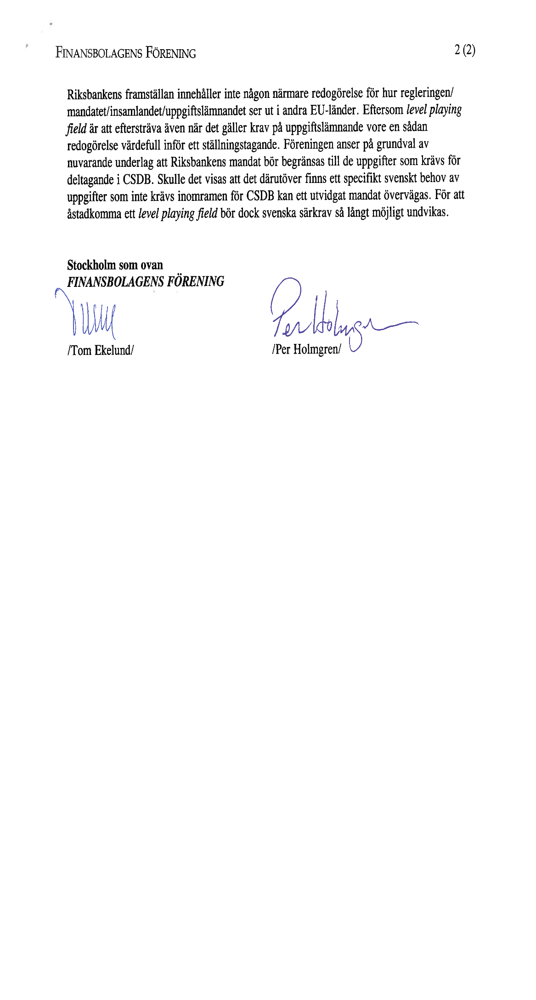 FINANSBOLAGENS FÖRENING
2 (2)
Riksbankens framställan innehåller inte någon närmare redogörelse för hur regleringen/
mandatet/insamlandet/uppgiftslämnandet ser ut i andra EU-länder. Eftersom level playing
field är att eftersträva även när det gäller krav på uppgiftslämnande vore en sådan
redogörelse värdefull inför ett ställningstagande. Föreningen anser på grundval av
nuvarande underlag att Riksbankens mandat bör begränsas till de uppgifter som krävs för
deltagande i CSDB. Skulle det visas att det därutöver finns ett specifikt svenskt behov av
uppgifter som inte krävs inomramen för CSDB kan ett utvidgat mandat övervägas. För att
åstadkomma ett level playing field bör dock svenska särkrav så långt möjligt undvikas.
Stockholm som ovan
FINANSBOLAGENS FÖRENING
Per Holmgren
/Tom Ekelund/
/Per Holmgren/